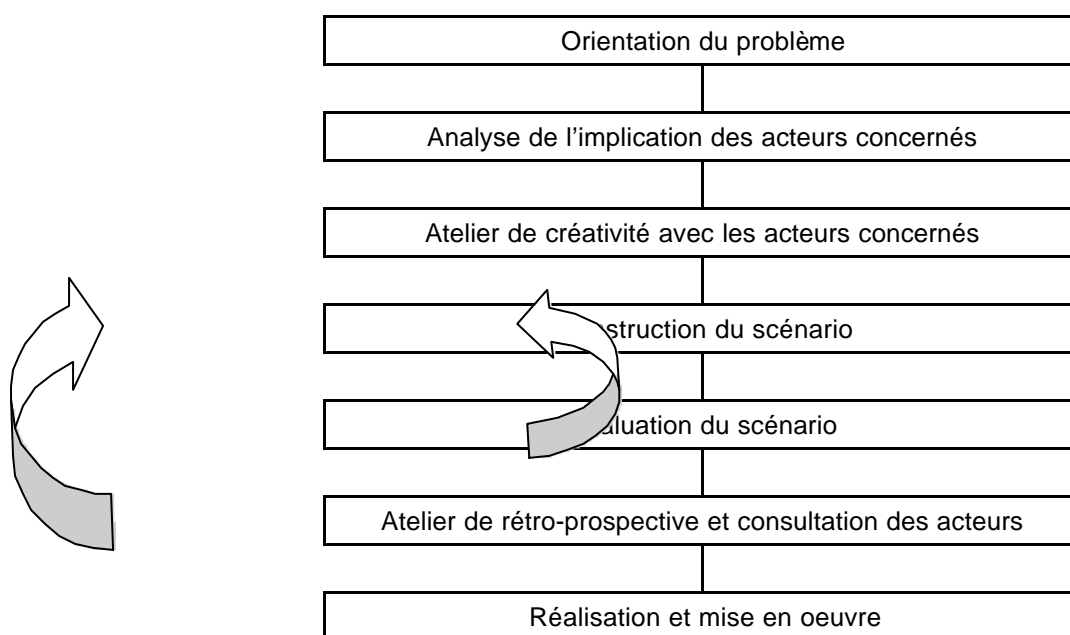 Orientation du problème
Analyse de l'implication des acteurs concernés
Atelier de créativité avec les acteurs concernés
du scénario
du scénario
Atelier de rétro-prospective et consultation des acteurs
Réalisation et mise en oeuvre